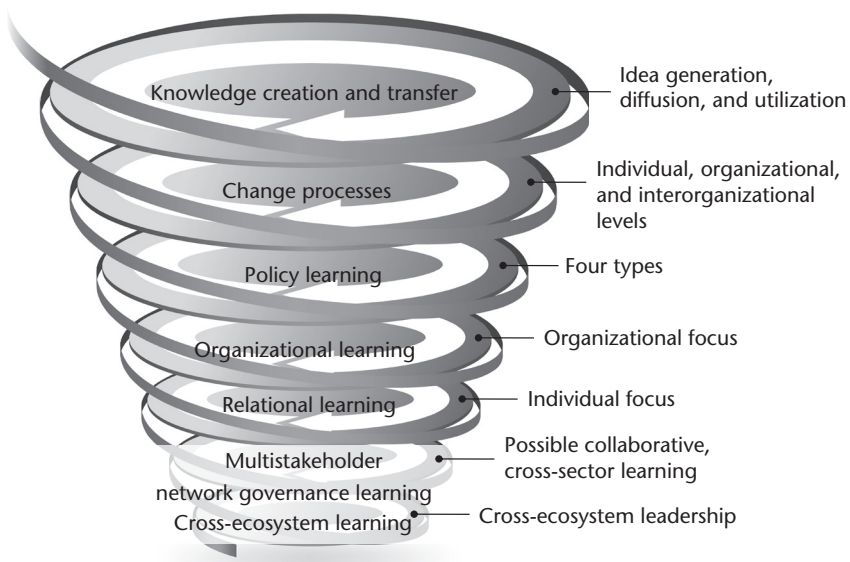 Knowledge creation and transfer
Idea generation,
diffusion, and utilization
Change processes
Individual, organizational,
and interorganizational
levels
Policy learning
Four types
Organizational learning
Organizational focus
Relational learning
Individual focus
Multistakeholder
network governance learning
Possible collaborative,
cross-sector learning
Cross-ecosystem learning
Cross-ecosystem leadership